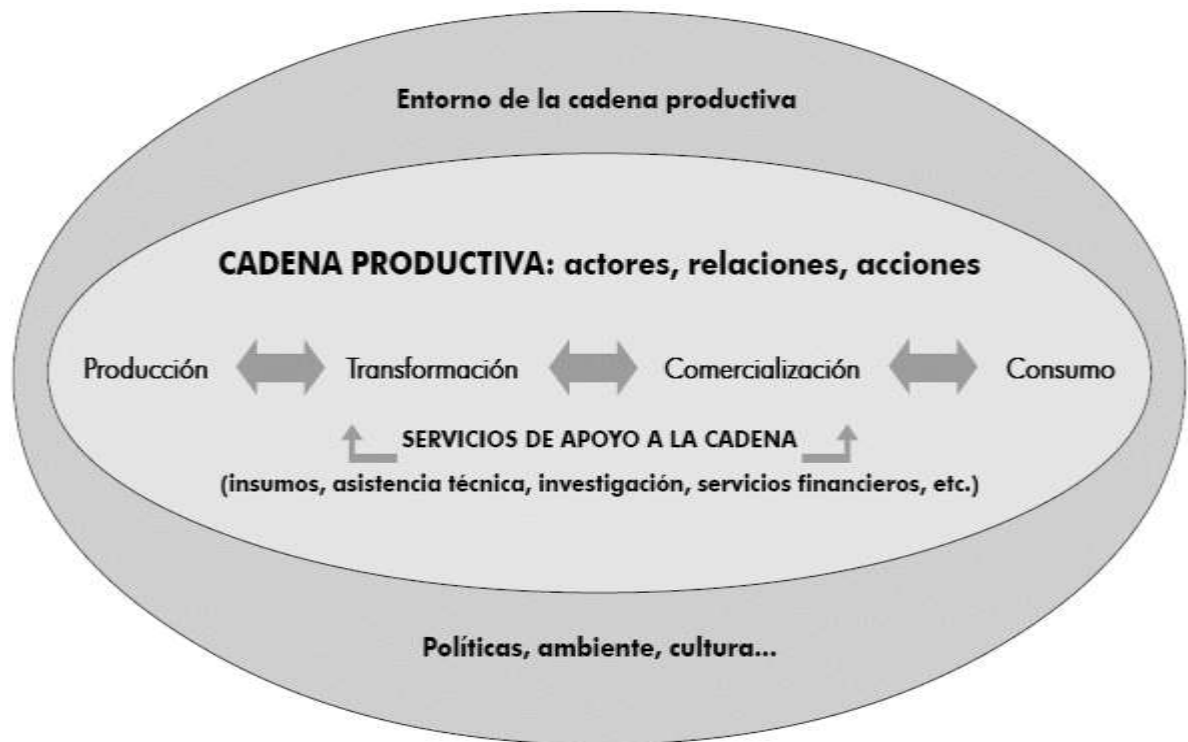 Entorno de la cadena productiva
CADENA PRODUCTIVA: actores, relaciones, acciones
Producción Transformación Comercialización Consumo
SERVICIOS DE APOYO A LA CADENA
(insumos, asistencia técnica, investigación, servicios financieros, etc.)
Políticas, ambiente, cultura...